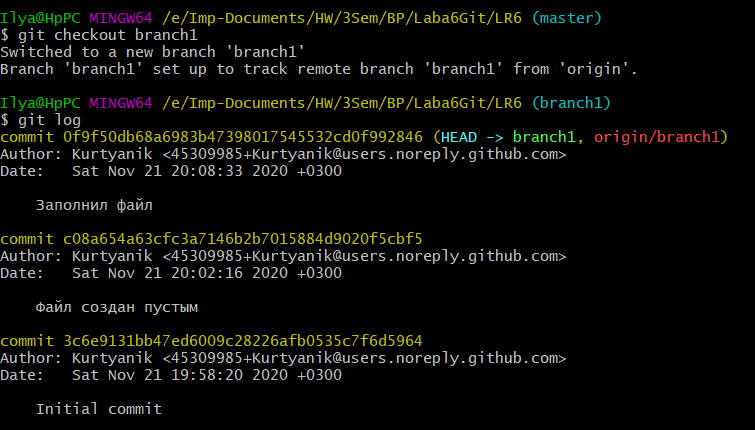 Ilya@HpPC MINGW64 /e/Imp-Documents/HW/3Sem/BP/Laba6Git/LR6 (master)
$ git checkout branch1
Switched to a new branch 'branch1'
Branch 'branch1' set up to track remote branch 'branch1' from 'origin'.
Ilya@HpPC MINGW64 /e/Imp-Documents/HW/3Sem/BP/Laba6Git/LR6 (branch1)
$ git log
commit 0f9f50db68a6983b47398017545532cd0f992846 (HEAD -> branch1, origin/branch1)
Author: Kurtyanik <45309985+Kurtyanik@users.noreply.github.com>
Date:   Sat Nov 21 20:08:33 2020 +0300
Заполнил файл
commit c08a654a63cfc3a7146b2b7015884d9020f5cbf5
Author: Kurtyanik <45309985+Kurtyanik@users.noreply.github.com>
Date:   Sat Nov 21 20:02:16 2020 +0300
Файл создан пустым
commit 3c6e9131bb47ed6009c28226afb0535c7f6d5964
Author: Kurtyanik <45309985+Kurtyanik@users.noreply.github.com>
Date:   Sat Nov 21 19:58:20 2020 +0300
Initial commit